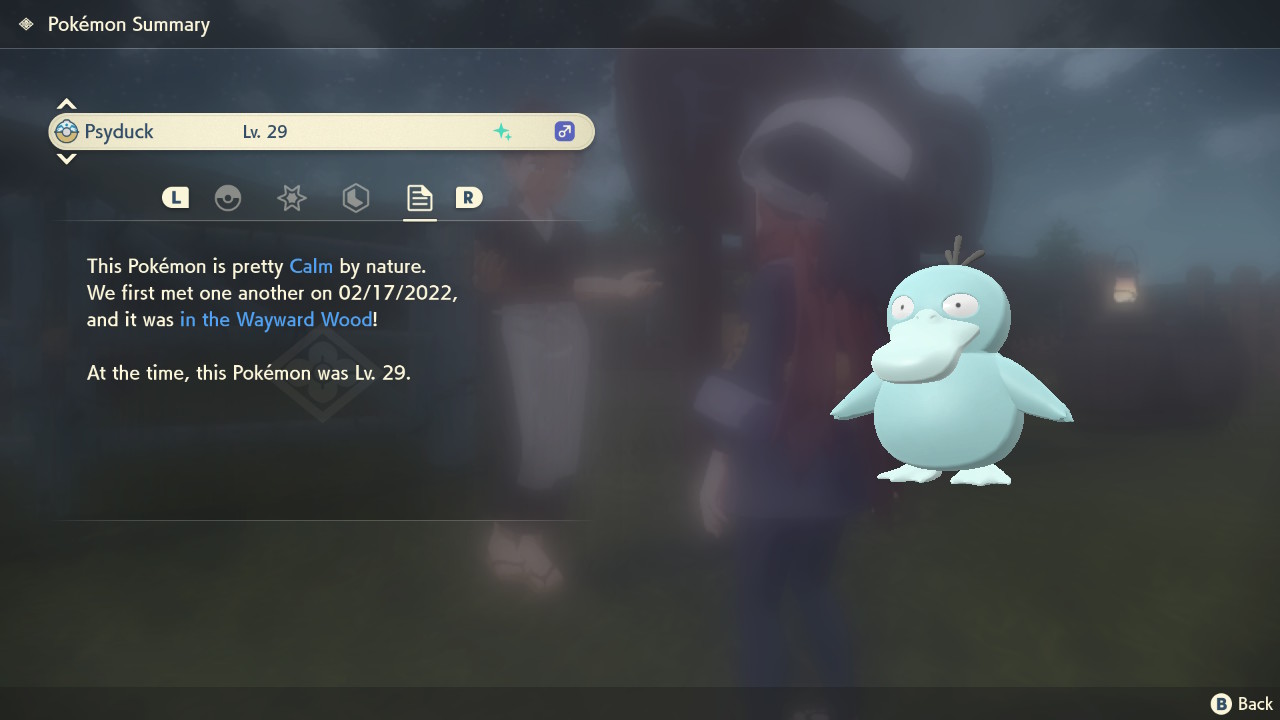 Pokémon Summary
Psyduck Lv. 29
L R
This Pokémon is pretty Calm by nature.
We first met one another on 02/17/2022,
and it was in the Wayward Wood!
At the time, this Pokémon was Lv. 29.
B Back